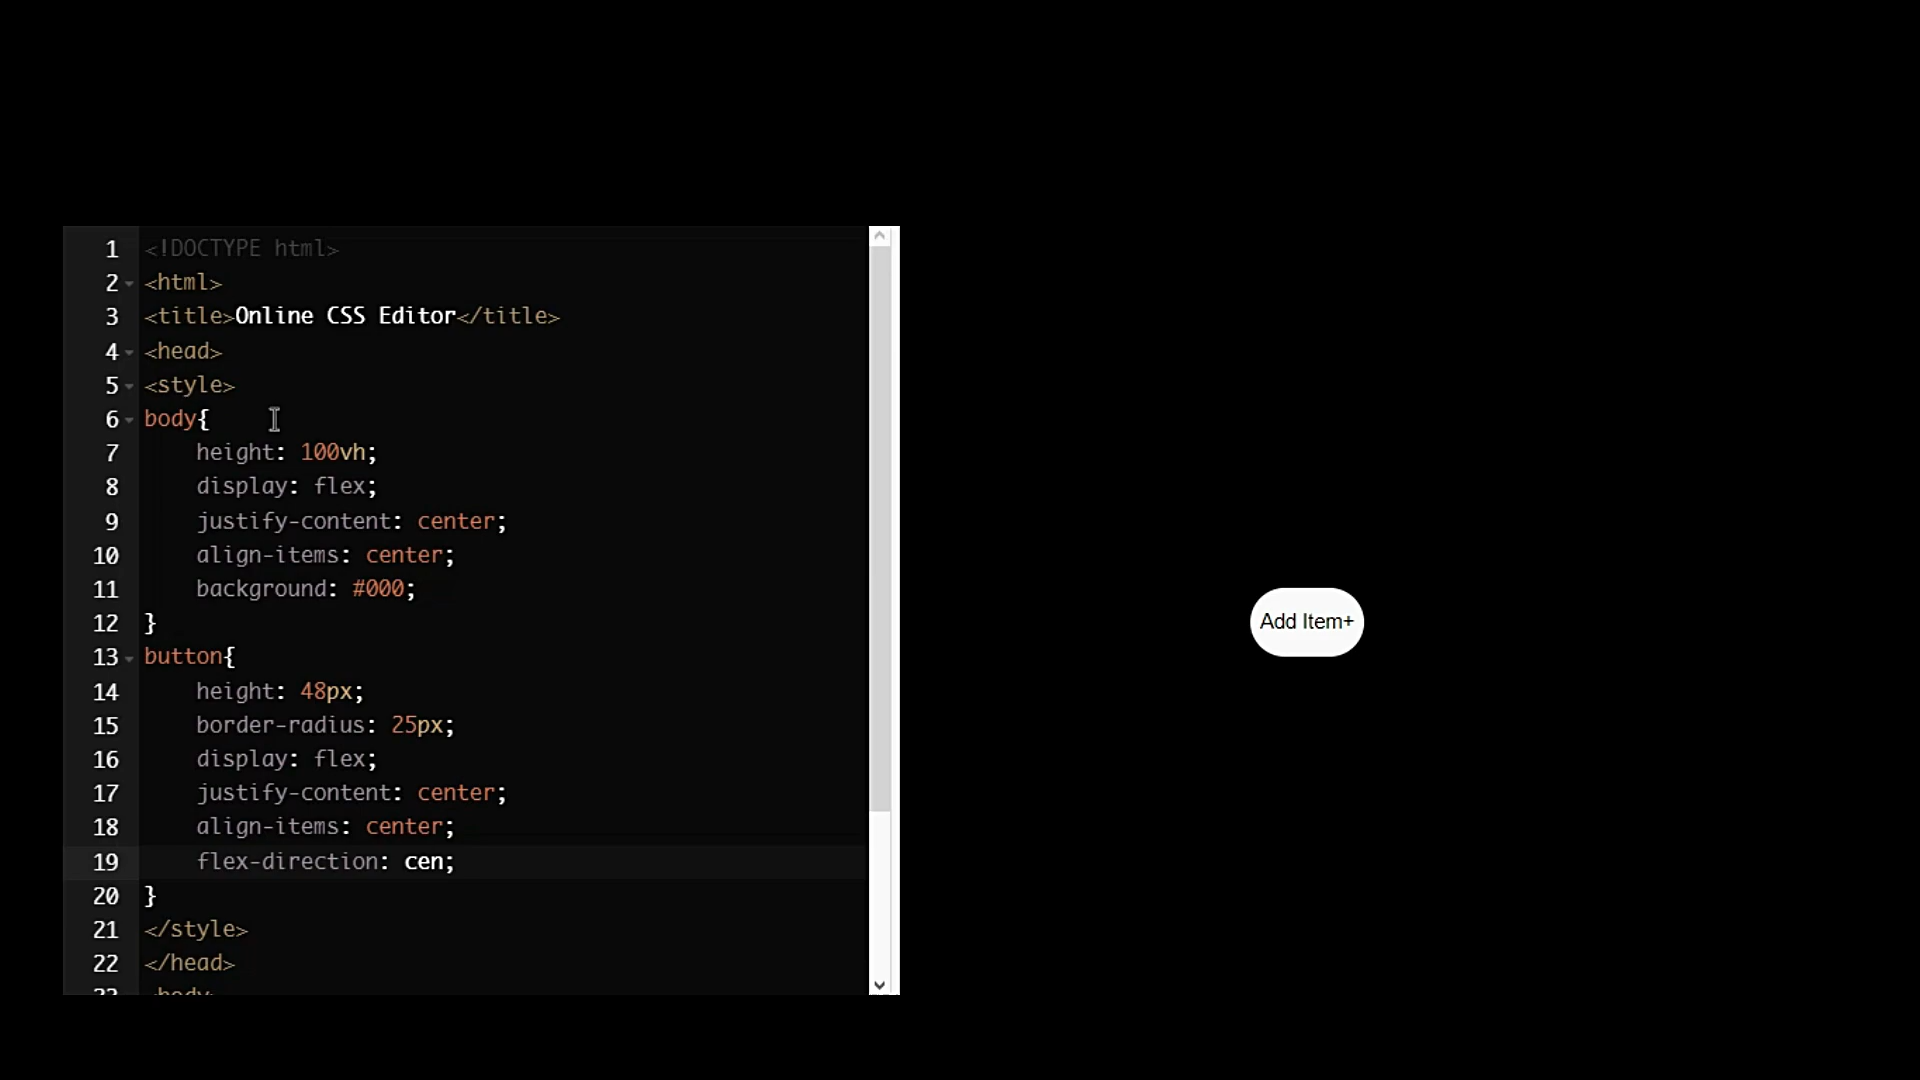 1 <!DOCTYPE html>
2 <html>
3 <title>Online CSS Editor</title>
4 <head>
5 <style>
6 body{
7 height: 100vh;
8 display: flex;
9 justify-content: center;
10 align-items: center;
11 background: #000;
12 }
13 button{
14 height: 48px;
15 border-radius: 25px;
16 display: flex;
17 justify-content: center;
18 align-items: center;
19 flex-direction: cen;
20 }
21 </style>
22 </head>
Add Item+